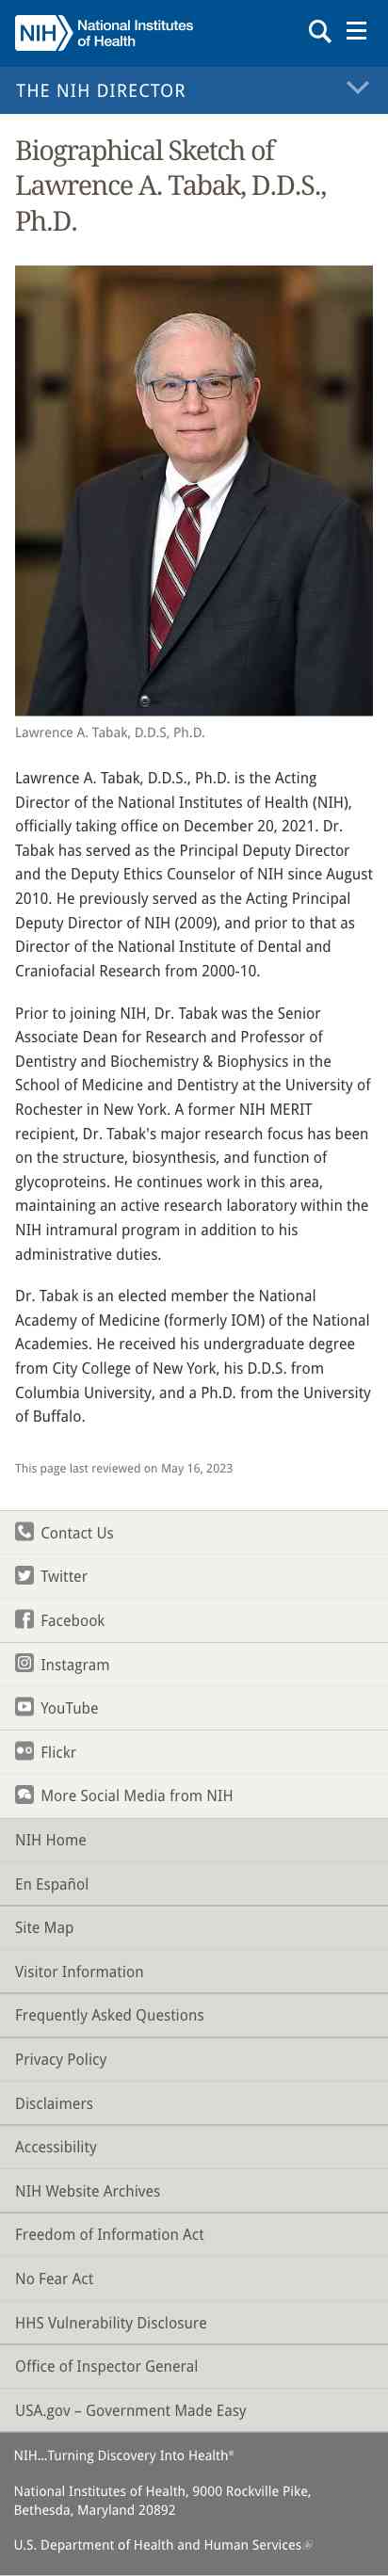 NIH National Institutes
of Health
THE NIH DIRECTOR
Biographical Sketch of
Lawrence A. Tabak, D.D.S.,
Ph.D.
Lawrence A. Tabak, D.D.S, Ph.D.
Lawrence A. Tabak, D.D.S., Ph.D. is the Acting
Director of the National Institutes of Health (NIH),
officially taking office on December 20, 2021. Dr.
Tabak has served as the Principal Deputy Director
and the Deputy Ethics Counselor of NIH since August
2010. He previously served as the Acting Principal
Deputy Director of NIH (2009), and prior to that as
Director of the National Institute of Dental and
Craniofacial Research from 2000-10.
Prior to joining NIH, Dr. Tabak was the Senior
Associate Dean for Research and Professor of
Dentistry and Biochemistry & Biophysics in the
School of Medicine and Dentistry at the University of
Rochester in New York. A former NIH MERIT
recipient, Dr. Tabak's major research focus has been
on the structure, biosynthesis, and function of
glycoproteins. He continues work in this area,
maintaining an active research laboratory within the
NIH intramural program in addition to his
administrative duties.
Dr. Tabak is an elected member the National
Academy of Medicine (formerly IOM) of the National
Academies. He received his undergraduate degree
from City College of New York, his D.D.S. from
Columbia University, and a Ph.D. from the University
of Buffalo.
This page last reviewed on May 16, 2023
Contact Us
Twitter
Facebook
Instagram
YouTube
Flickr
More Social Media from NIH
NIH Home
En Español
Site Map
Visitor Information
Frequently Asked Questions
Privacy Policy
Disclaimers
Accessibility
NIH Website Archives
Freedom of Information Act
No Fear Act
HHS Vulnerability Disclosure
Office of Inspector General
USA.gov – Government Made Easy
NIH…Turning Discovery Into Health®
National Institutes of Health, 9000 Rockville Pike,
Bethesda, Maryland 20892
U.S. Department of Health and Human Services